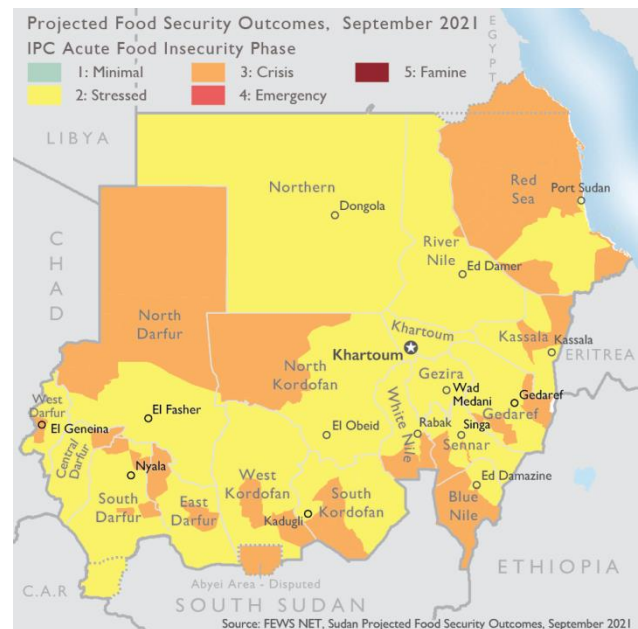 Projected Food Security Outcomes, September 2021
IPC Acute Food Insecurity Phase
1: Minimal
3: Crisis
5: Famine
2: Stressed
4: Emergency
EGYPT
LIBYA
Northern
Red
Sea
Port Sudan
Dongola
CHAD
River
Nile
Ed Damer
North
Darfur
Khartoum
Kassala
Kassala
Khartoum
ERITREA
North
Kordofan
Gezira
Wad
Medani
Gedaref
Gedaref
West
Darfur
El Fasher
El Geneina
White Nile
Rabak
Singa
Sennar
El Obeid
Central
Darfur
Nyala
West
Kordofan
South
Kordofan
Ed Damazine
Blue
Nile
South
Darfur
East
Darfur
Kadugli
ETHIOPIA
Abyei Area - Disputed
C.A.R
SOUTH SUDAN
Source: FEWS NET, Sudan Projected Food Security Outcomes, September 2021